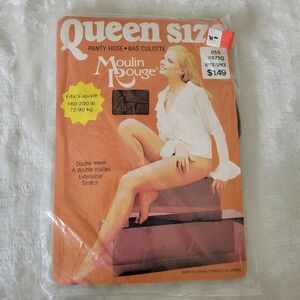 Queen size
PANTY HOSE • BAS CULOTTE
Moulin
Rouge
055
$1.49
Fits/s'ajuste
160-200 lb.
72-90 kg.
Double mesh
A double mailles
Extensible
Stretch